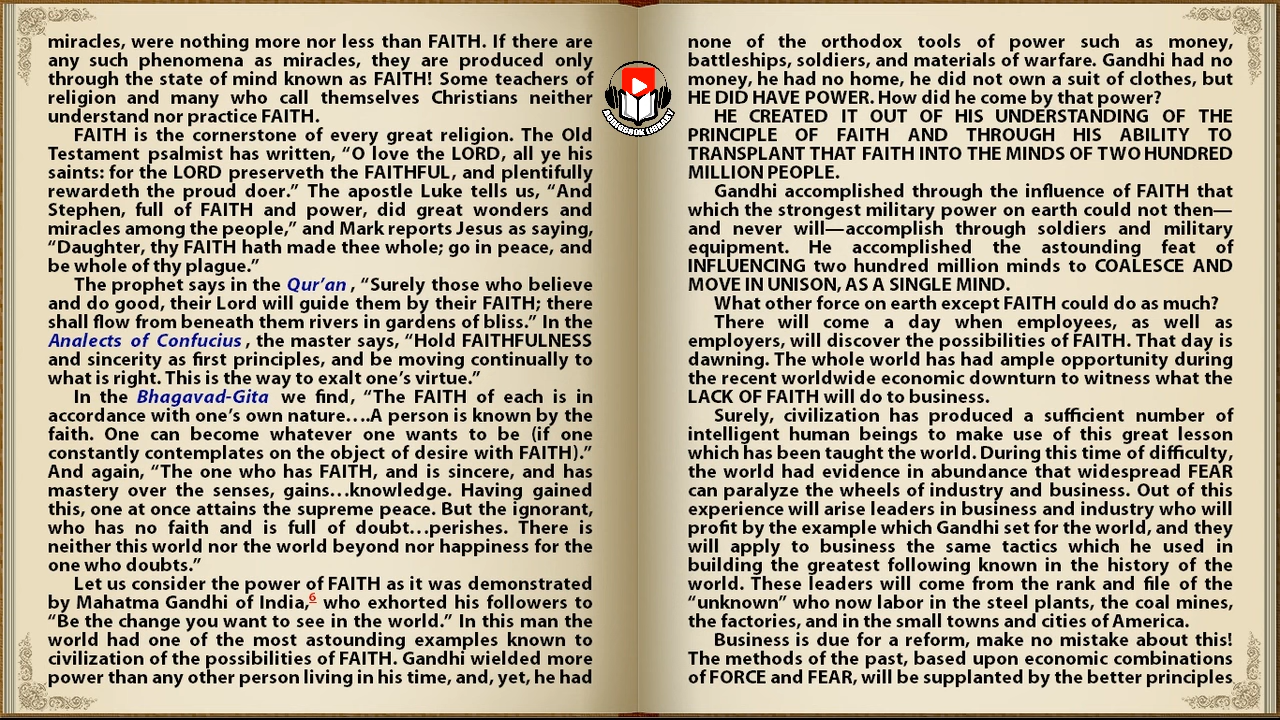 miracles, were nothing more nor less than FAITH. If there are
any such phenomena as miracles, they are produced only
through the state of mind known as FAITH! Some teachers of
religion and many who call themselves Christians neither
understand nor practice FAITH.
FAITH is the cornerstone of every great religion. The Old
Testament psalmist has written, “O love the LORD, all ye his
saints: for the LORD preserveth the FAITHFUL, and plentifully
rewardeth the proud doer.” The apostle Luke tells us, “And
Stephen, full of FAITH and power, did great wonders and
miracles among the people,” and Mark reports Jesus as saying,
“Daughter, thy FAITH hath made thee whole; go in peace, and
be whole of thy plague.”
The prophet says in the Qur’an , “Surely those who believe
and do good, their Lord will guide them by their FAITH; there
shall flow from beneath them rivers in gardens of bliss.” In the
Analects of Confucius , the master says, “Hold FAITHFULNESS
and sincerity as first principles, and be moving continually to
what is right. This is the way to exalt one’s virtue.”
In the Bhagavad-Gita we find, “The FAITH of each is in
accordance with one’s own nature….A person is known by the
faith. One can become whatever one wants to be (if one
constantly contemplates on the object of desire with FAITH).”
And again, “The one who has FAITH, and is sincere, and has
mastery over the senses, gains…knowledge. Having gained
this, one at once attains the supreme peace. But the ignorant,
who has no faith and is full of doubt…perishes. There is
neither this world nor the world beyond nor happiness for the
one who doubts.”
Let us consider the power of FAITH as it was demonstrated
by Mahatma Gandhi of India,6 who exhorted his followers to
“Be the change you want to see in the world.” In this man the
world had one of the most astounding examples known to
civilization of the possibilities of FAITH. Gandhi wielded more
power than any other person living in his time, and, yet, he had
AUDIOBOOK LIBRARY
none of the orthodox tools of power such as money,
battleships, soldiers, and materials of warfare. Gandhi had no
money, he had no home, he did not own a suit of clothes, but
HE DID HAVE POWER. How did he come by that power?
HE CREATED IT OUT OF HIS UNDERSTANDING OF THE
PRINCIPLE OF FAITH AND THROUGH HIS ABILITY TO
TRANSPLANT THAT FAITH INTO THE MINDS OF TWO HUNDRED
MILLION PEOPLE.
Gandhi accomplished through the influence of FAITH that
which the strongest military power on earth could not then—
and never will—accomplish through soldiers and military
equipment. He accomplished the astounding feat of
INFLUENCING two hundred million minds to COALESCE AND
MOVE IN UNISON, AS A SINGLE MIND.
What other force on earth except FAITH could do as much?
There will come a day when employees, as well as
employers, will discover the possibilities of FAITH. That day is
dawning. The whole world has had ample opportunity during
the recent worldwide economic downturn to witness what the
LACK OF FAITH will do to business.
Surely, civilization has produced a sufficient number of
intelligent human beings to make use of this great lesson
which has been taught the world. During this time of difficulty,
the world had evidence in abundance that widespread FEAR
can paralyze the wheels of industry and business. Out of this
experience will arise leaders in business and industry who will
profit by the example which Gandhi set for the world, and they
will apply to business the same tactics which he used in
building the greatest following known in the history of the
world. These leaders will come from the rank and file of the
“unknown” who now labor in the steel plants, the coal mines,
the factories, and in the small towns and cities of America.
Business is due for a reform, make no mistake about this!
The methods of the past, based upon economic combinations
of FORCE and FEAR, will be supplanted by the better principles